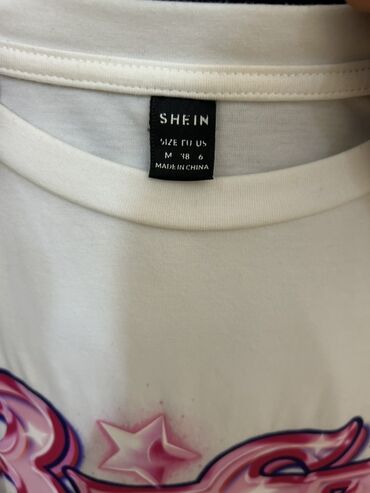 SHEIN
SIZE EU US
M 38 6
MADE IN CHINA